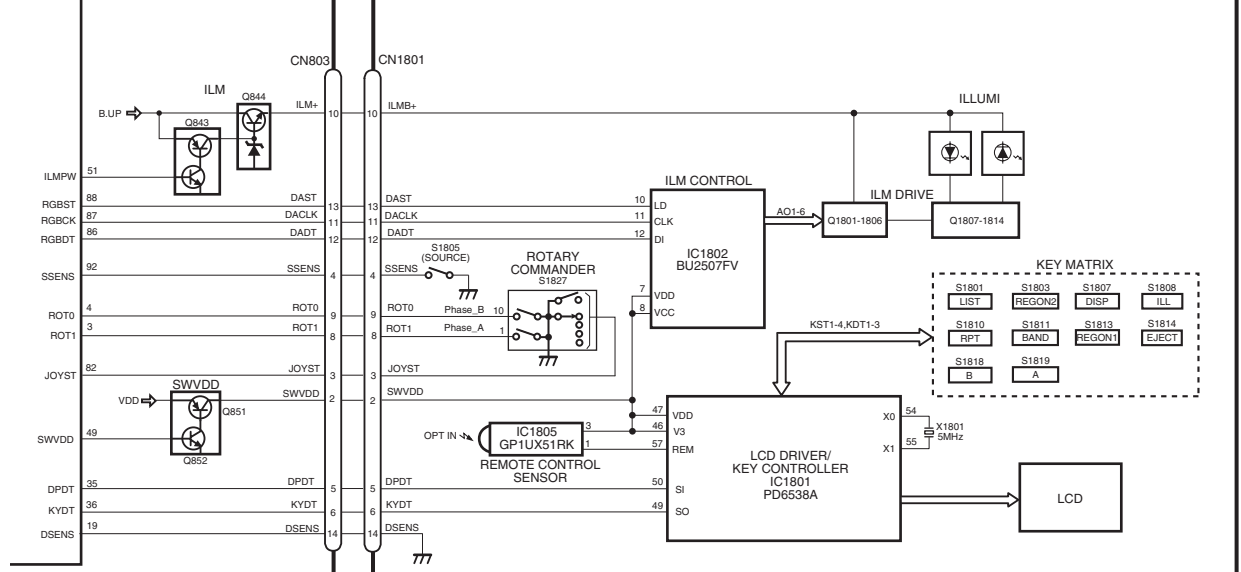 CN803
CN1801
ILM
Q844
B.UP
Q843
ILM+
10
10
ILMB+
ILLUMI
ILMPW
51
ILM CONTROL
ILM DRIVE
RGBST
88
DAST
13
13
DAST
10
LD
AO1-6
RGBCK
87
DACLK
11
11
DACLK
11
CLK
Q1801-1806
Q1807-1814
RGBDT
86
DADT
12
12
DADT
12
DI
IC1802
BU2507FV
S1805
(SOURCE)
ROTARY
COMMANDER
S1827
SSENS
92
SSENS
4
4
SSENS
7
VDD
8
VCC
KEY MATRIX
S1801
S1803
S1807
S1808
LIST
REGON2
DISP
ILL
ROT0
4
ROT0
9
9
ROT0
Phase_B
10
ROT1
3
ROT1
8
8
ROT1
Phase_A
1
KST1-4,KDT1-3
S1810
S1811
S1813
S1814
RPT
BAND
REGON1
EJECT
S1818
S1819
B
A
JOYST
82
JOYST
3
3
JOYST
SWVDD
VDD
Q851
SWVDD
2
2
SWVDD
SWVDD
49
Q852
OPT IN
IC1805
GP1UX51RK
3
1
REMOTE CONTROL
SENSOR
47
VDD
46
V3
57
REM
LCD DRIVER/
KEY CONTROLLER
IC1801
PD6538A
X0
54
X1
55
X1801
5MHz
DPDT
35
DPDT
5
5
DPDT
50
SI
KYDT
36
KYDT
6
6
KYDT
49
SO
LCD
DSENS
19
DSENS
14
14
DSENS